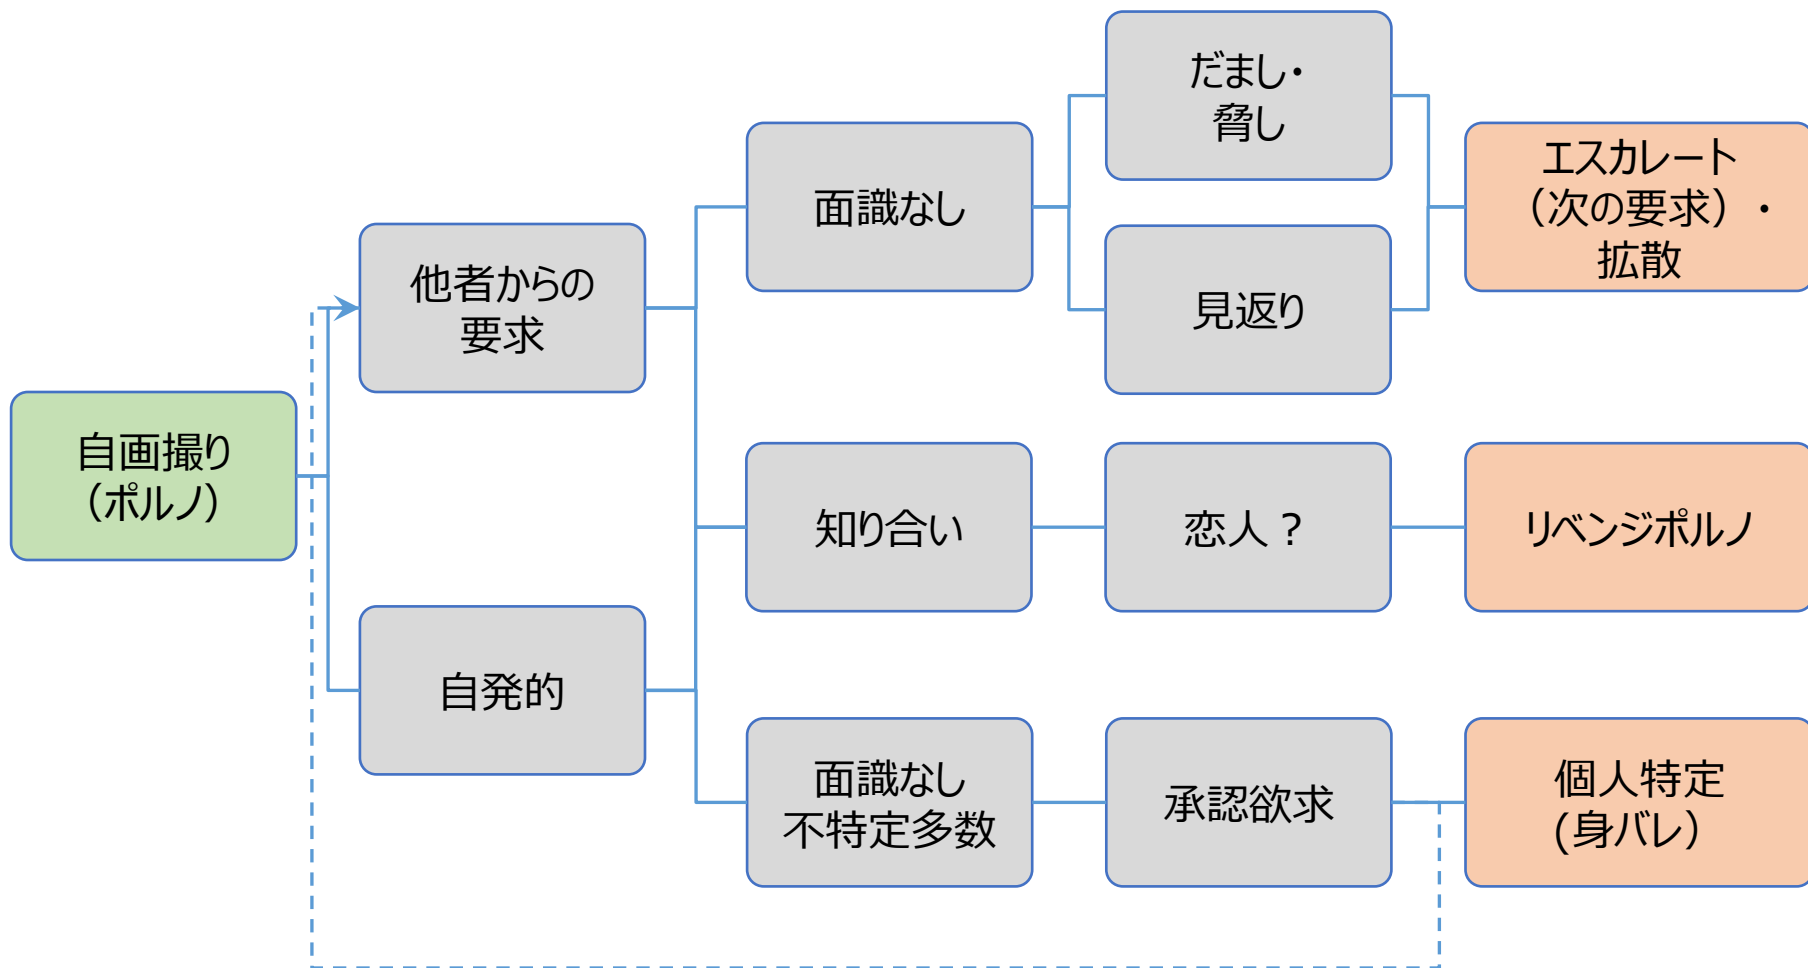 自画撮り
（ポルノ）
他者からの
要求
自発的
面識なし
知り合い
面識なし
不特定多数
だまし・
脅し
見返り
恋人？
承認欲求
エスカレート
（次の要求）・
拡散
リベンジポルノ
個人特定
(身バレ）